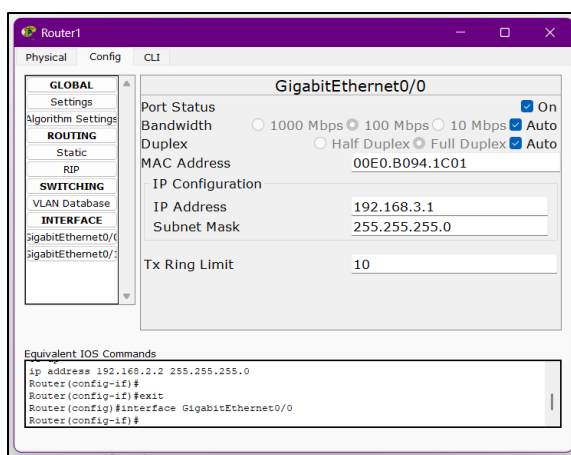 Router1
Physical Config CLI
GLOBAL
Settings
Algorithm Settings
ROUTING
Static
RIP
SWITCHING
VLAN Database
INTERFACE
GigabitEthernet0/0
GigabitEthernet0/1
GigabitEthernet0/0
Port Status On
Bandwidth 1000 Mbps 100 Mbps 10 Mbps Auto
Duplex Half Duplex Full Duplex Auto
MAC Address 00E0.B094.1C01
IP Configuration
IP Address 192.168.3.1
Subnet Mask 255.255.255.0
Tx Ring Limit 10
Equivalent IOS Commands
ip address 192.168.2.2 255.255.255.0
Router(config-if)#
Router(config-if)#exit
Router(config)#interface GigabitEthernet0/0
Router(config-if)#